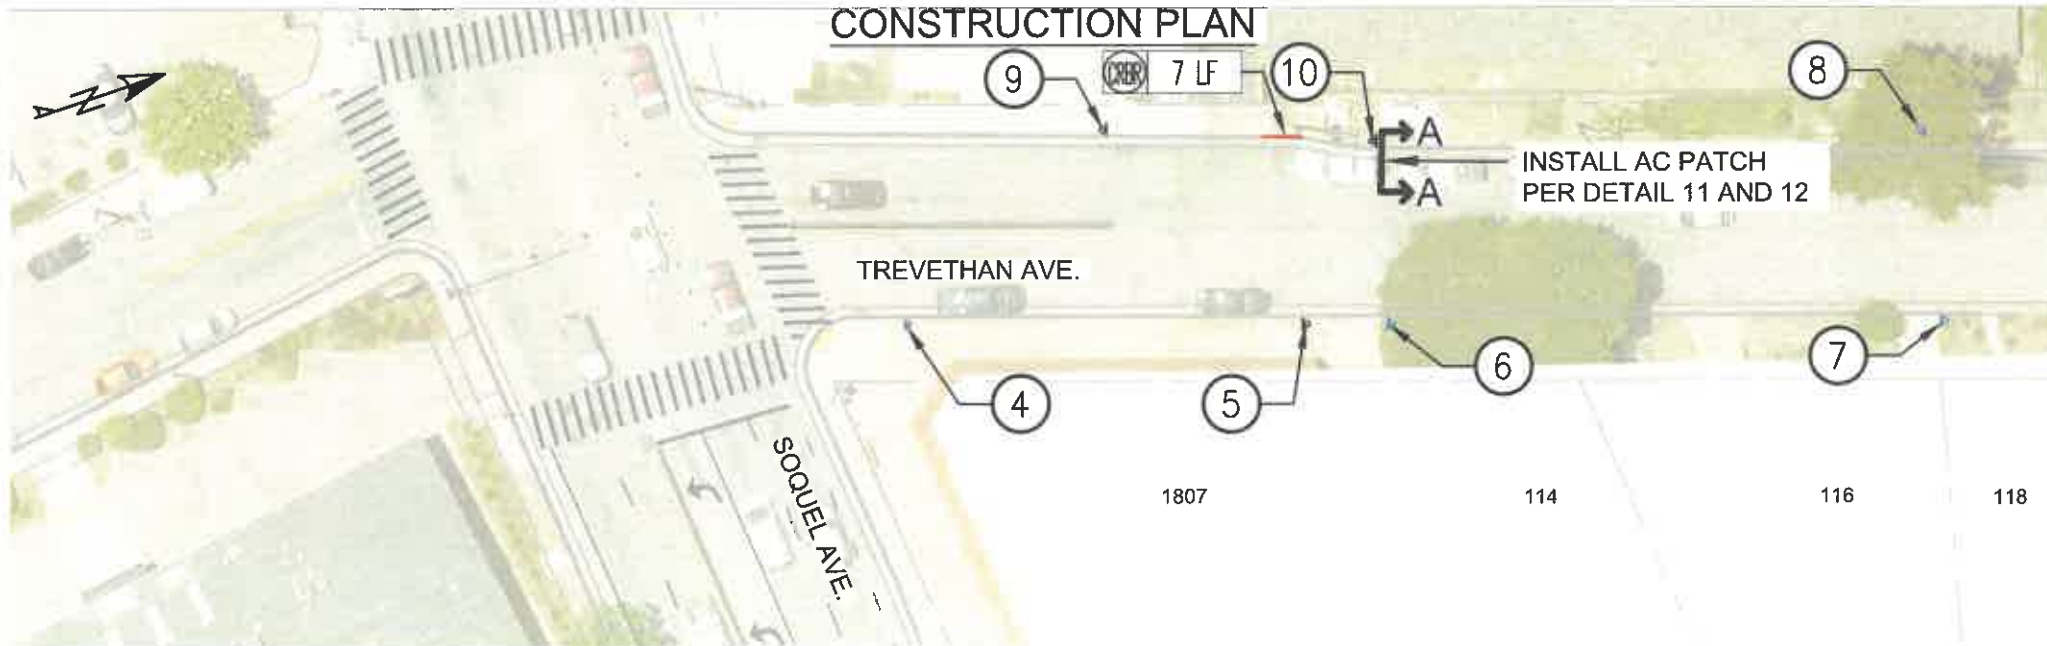 CONSTRUCTION PLAN
9
7 LF
10
8
N
A
A
INSTALL AC PATCH
PER DETAIL 11 AND 12
TREVETHAN AVE.
4
5
6
7
SOQUEL AVE.
1807
114
116
118